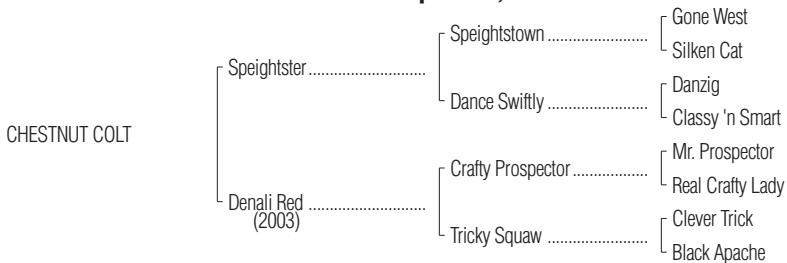 Gone West
Speightstown
Silken Cat
Speightster
Danzig
Dance Swiftly
Classy 'n Smart
CHESTNUT COLT
Mr. Prospector
Crafty Prospector
Real Crafty Lady
Denali Red
(2003)
Clever Trick
Tricky Squaw
Black Apache